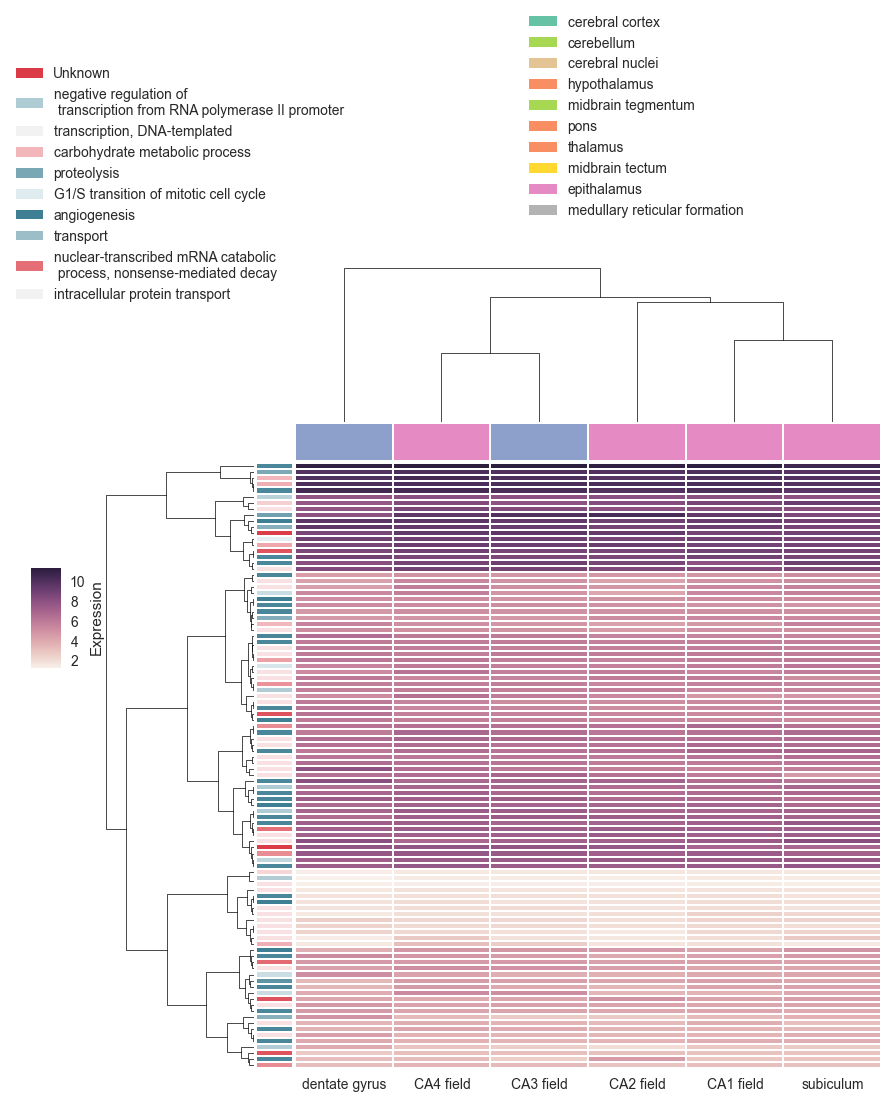 Unknown
negative regulation of
transcription from RNA polymerase II promoter
transcription, DNA-templated
carbohydrate metabolic process
proteolysis
G1/S transition of mitotic cell cycle
angiogenesis
transport
nuclear-transcribed mRNA catabolic
process, nonsense-mediated decay
intracellular protein transport
cerebral cortex
cerebellum
cerebral nuclei
hypothalamus
midbrain tegmentum
pons
thalamus
midbrain tectum
epithalamus
medullary reticular formation
10
8
6
4
2
Expression
dentate gyrus
CA4 field
CA3 field
CA2 field
CA1 field
subiculum